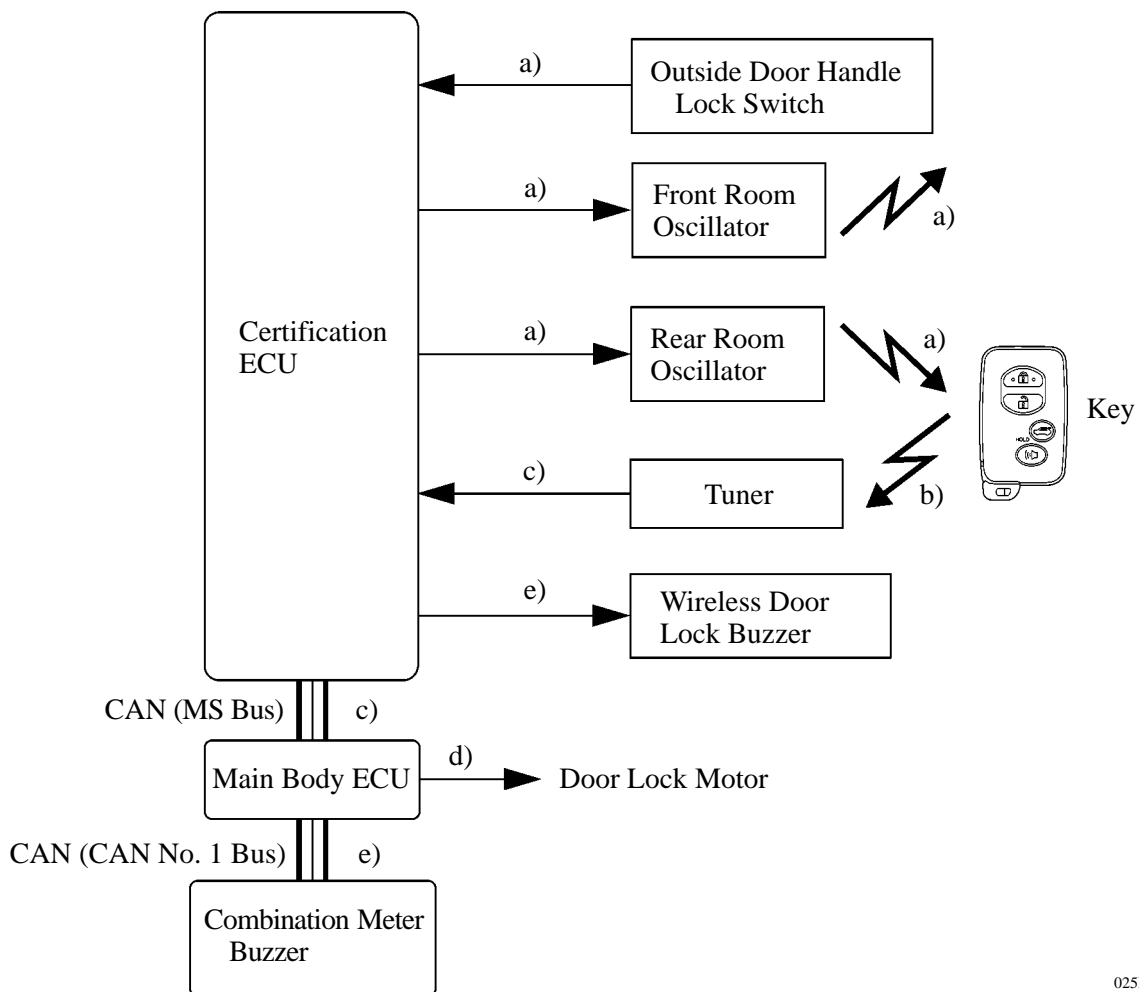 a)
Outside Door Handle
Lock Switch
a)
Front Room
Oscillator
a)
Certification
ECU
a)
Rear Room
Oscillator
a)
HOLD
Key
c)
Tuner
b)
e)
Wireless Door
Lock Buzzer
CAN (MS Bus)
c)
Main Body ECU
d)
Door Lock Motor
CAN (CAN No. 1 Bus)
e)
Combination Meter
Buzzer
025